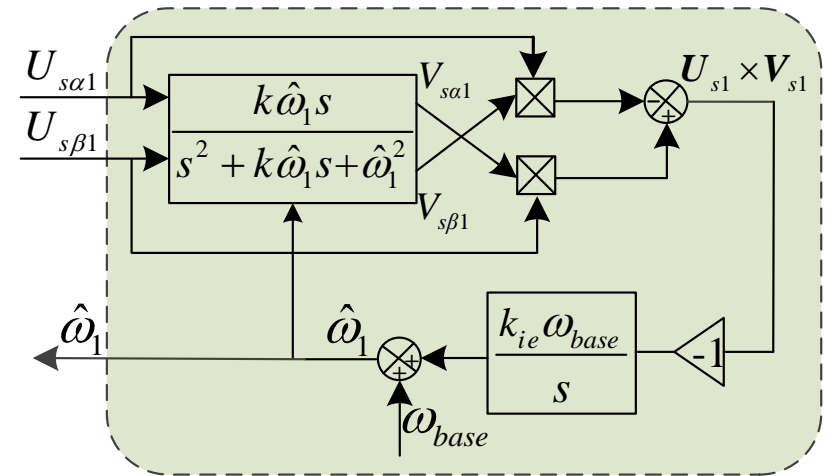 U_{sα1}
V_{sα1}
kω̂_1 s
U_{s1} × V_{s1}
-
+
U_{sβ1}
s^2 + kω̂_1 s + ω̂_1^2
V_{sβ1}
ω̂_1
ω̂_1
+
+
k_{ie} ω_{base}
s
-1
ω_{base}